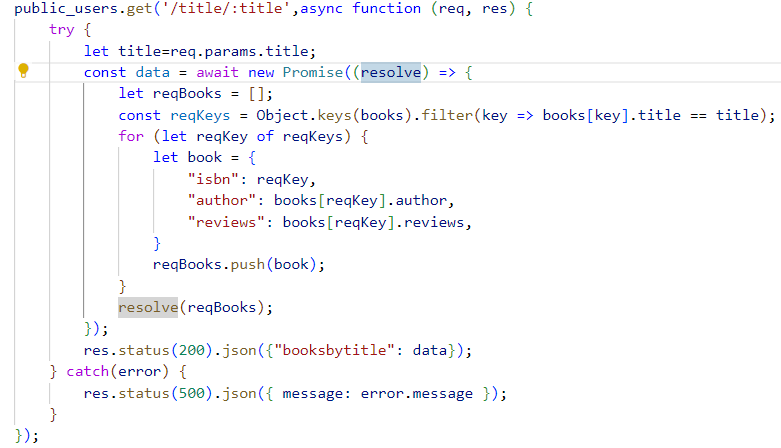 public_users.get('/title/:title',async function (req, res) {
    try {
        let title=req.params.title;
        const data = await new Promise((resolve) => {
            let reqBooks = [];
            const reqKeys = Object.keys(books).filter(key => books[key].title == title);
            for (let reqKey of reqKeys) {
                let book = {
                    "isbn": reqKey,
                    "author": books[reqKey].author,
                    "reviews": books[reqKey].reviews,
                }
                reqBooks.push(book);
            }
            resolve(reqBooks);
        });
        res.status(200).json({"booksbytitle": data});
    } catch(error) {
        res.status(500).json({ message: error.message });
    }
});